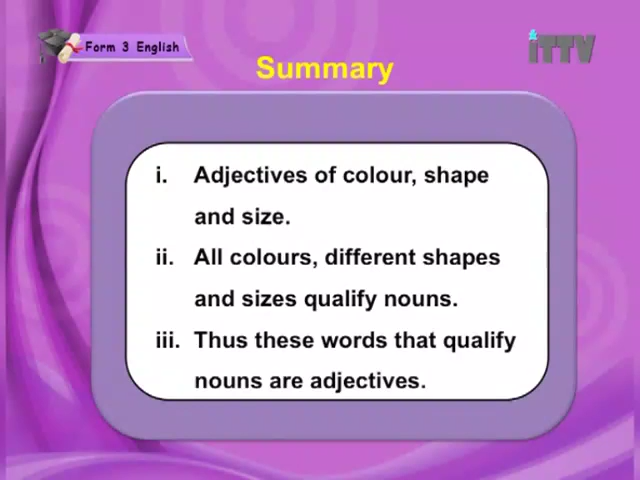 Form 3 English
iTTV
Summary
i. Adjectives of colour, shape
and size.
ii. All colours, different shapes
and sizes qualify nouns.
iii. Thus these words that qualify
nouns are adjectives.